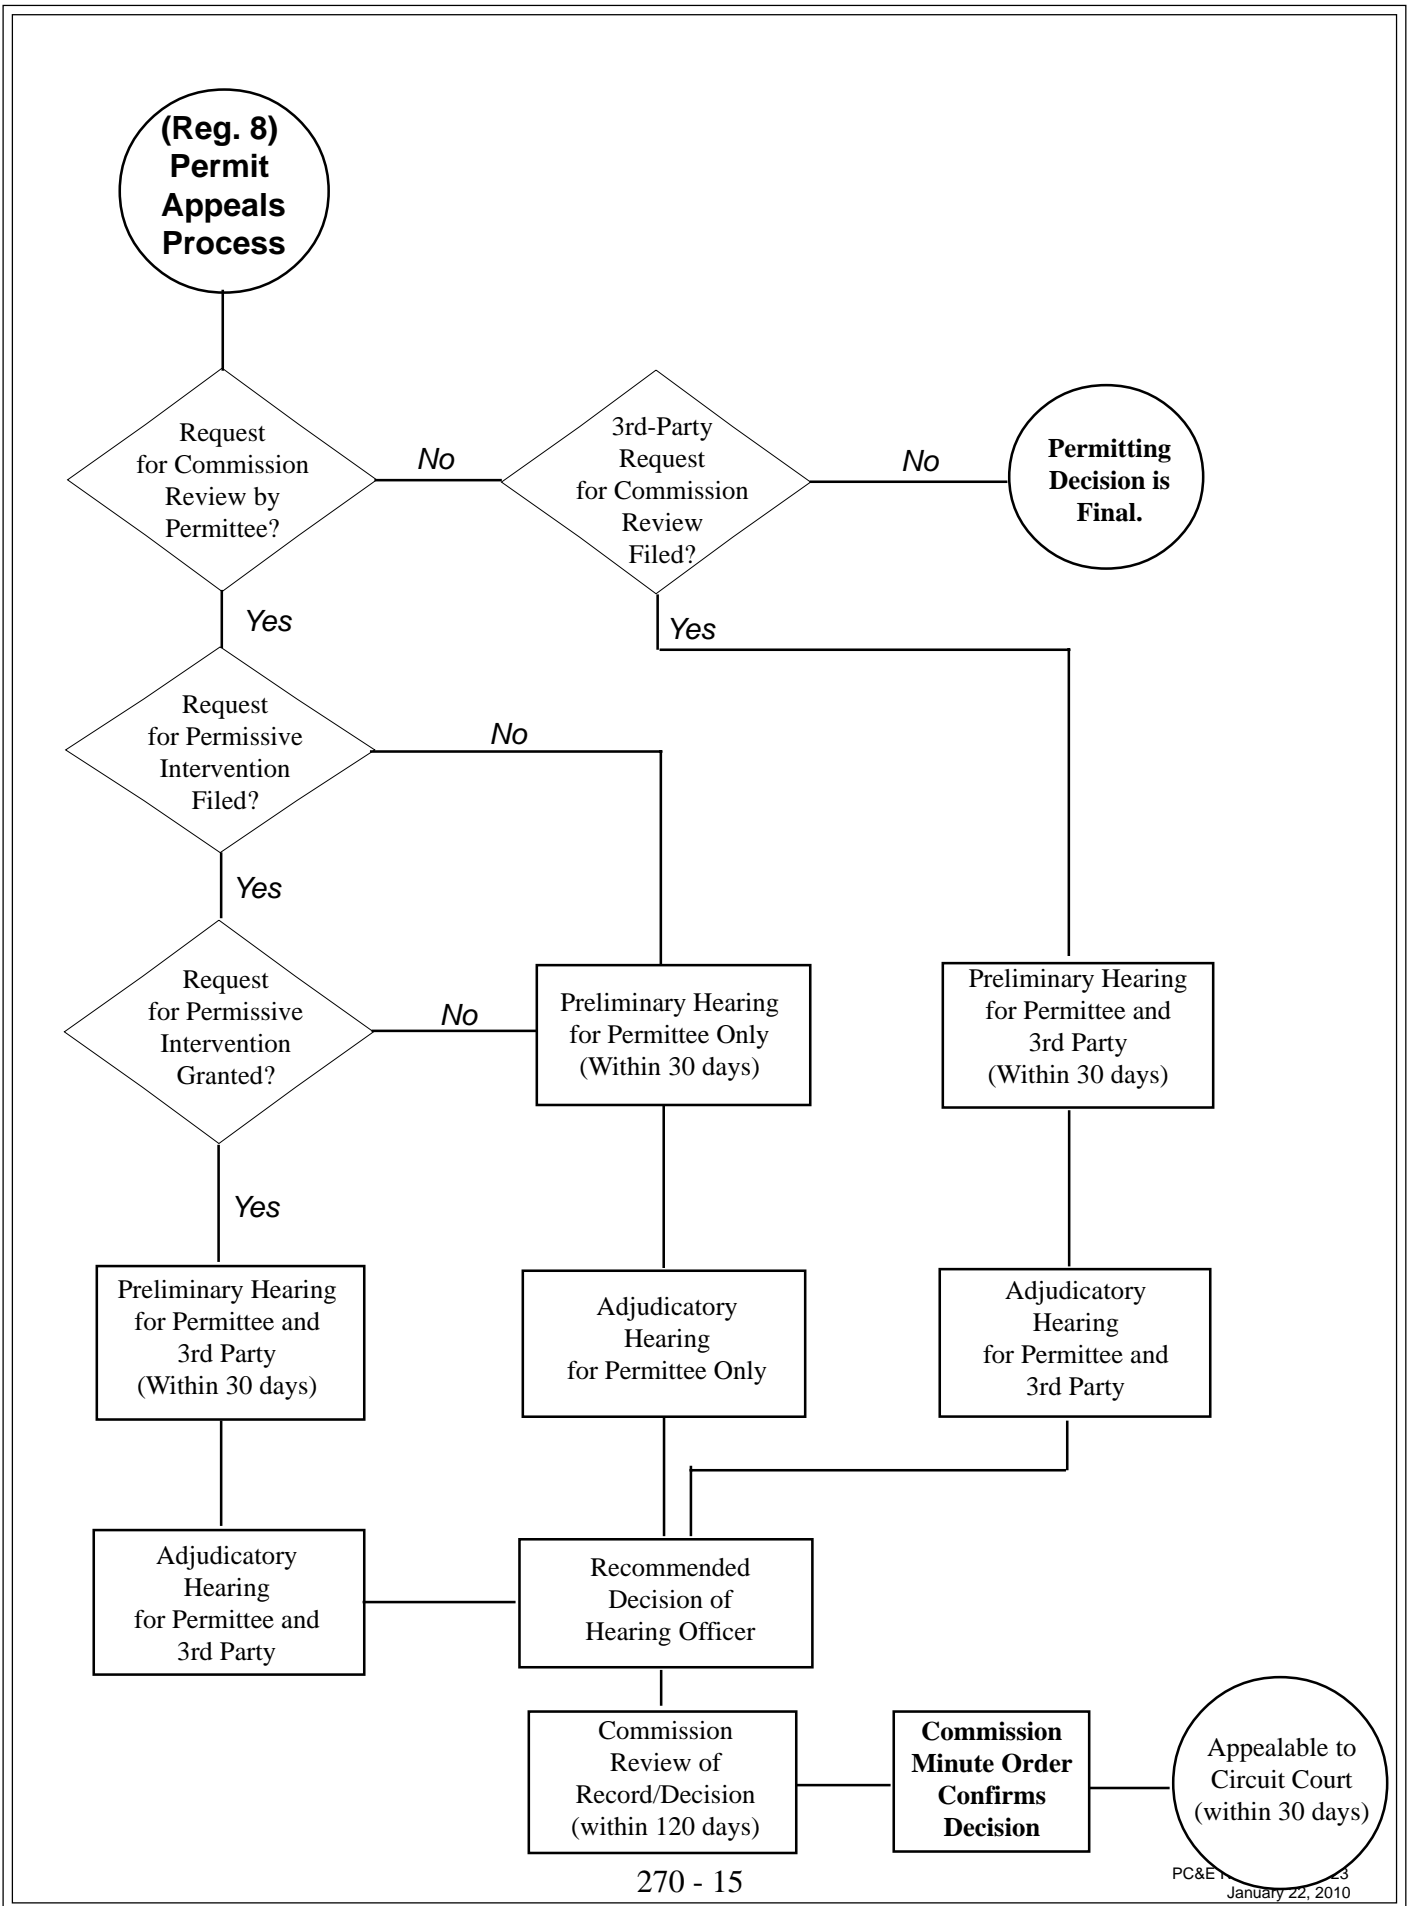 (Reg. 8)
Permit
Appeals
Process
Request
for Commission
Review by
Permittee?
No
3rd-Party
Request
for Commission
Review
Filed?
No
Permitting
Decision is
Final.
Yes
Yes
Request
for Permissive
Intervention
Filed?
No
Yes
Request
for Permissive
Intervention
Granted?
No
Preliminary Hearing
for Permittee Only
(Within 30 days)
Preliminary Hearing
for Permittee and
3rd Party
(Within 30 days)
Yes
Preliminary Hearing
for Permittee and
3rd Party
(Within 30 days)
Adjudicatory
Hearing
for Permittee Only
Adjudicatory
Hearing
for Permittee and
3rd Party
Adjudicatory
Hearing
for Permittee and
3rd Party
Recommended
Decision of
Hearing Officer
Commission
Review of
Record/Decision
(within 120 days)
Commission
Minute Order
Confirms
Decision
Appealable to
Circuit Court
(within 30 days)
270 - 15
PC&E 23
January 22, 2010